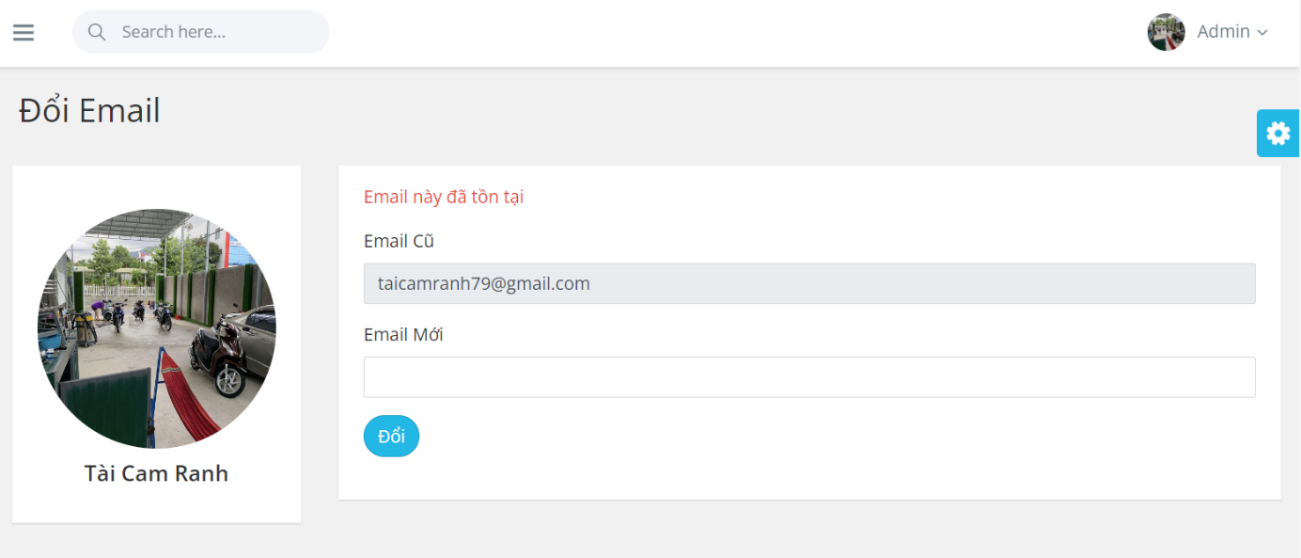 Search here...
Admin
Đổi Email
Email này đã tồn tại
Email Cũ
taicamranh79@gmail.com
Email Mới
Đổi
Tài Cam Ranh